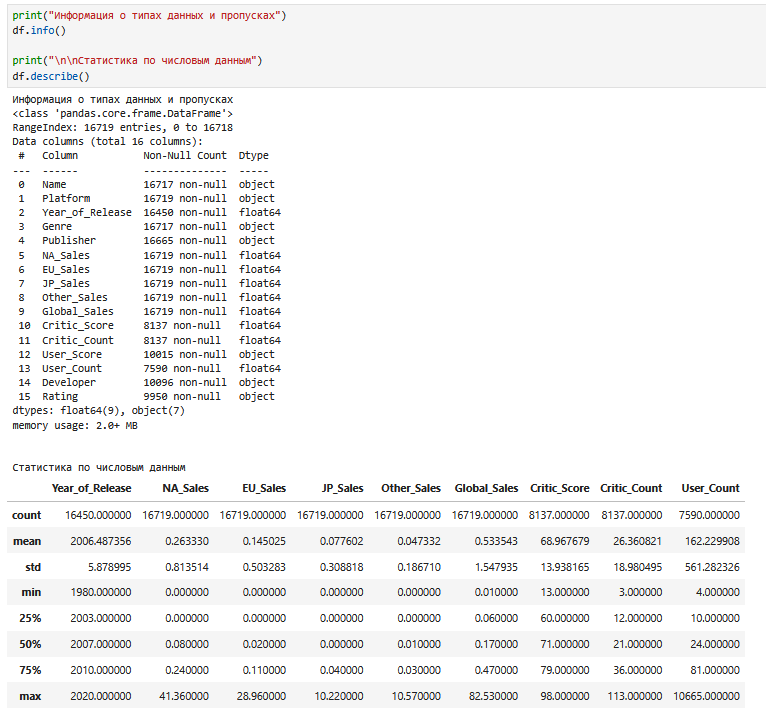 print("Информация о типах данных и пропусках")
df.info()
print("\n\nСтатистика по числовым данным")
df.describe()
Информация о типах данных и пропусках
<class 'pandas.core.frame.DataFrame'>
RangeIndex: 16719 entries, 0 to 16718
Data columns (total 16 columns):
 #   Column           Non-Null Count  Dtype
---  ------           --------------  -----
 0   Name             16717 non-null  object
 1   Platform         16719 non-null  object
 2   Year_of_Release  16450 non-null  float64
 3   Genre            16717 non-null  object
 4   Publisher        16665 non-null  object
 5   NA_Sales         16719 non-null  float64
 6   EU_Sales         16719 non-null  float64
 7   JP_Sales         16719 non-null  float64
 8   Other_Sales      16719 non-null  float64
 9   Global_Sales     16719 non-null  float64
 10  Critic_Score     8137 non-null   float64
 11  Critic_Count     8137 non-null   float64
 12  User_Score       10015 non-null  object
 13  User_Count       7590 non-null   float64
 14  Developer        10096 non-null  object
 15  Rating           9950 non-null   object
dtypes: float64(9), object(7)
memory usage: 2.0+ MB
Статистика по числовым данным
Year_of_Release NA_Sales EU_Sales JP_Sales Other_Sales Global_Sales Critic_Score Critic_Count User_Count
count 16450.000000 16719.000000 16719.000000 16719.000000 16719.000000 16719.000000 8137.000000 8137.000000 7590.000000
mean 2006.487356 0.263330 0.145025 0.077602 0.047332 0.533543 68.967679 26.360821 162.229908
std 5.878995 0.813514 0.503283 0.308818 0.186710 1.547935 13.938165 18.980495 561.282326
min 1980.000000 0.000000 0.000000 0.000000 0.000000 0.010000 13.000000 3.000000 4.000000
25% 2003.000000 0.000000 0.000000 0.000000 0.000000 0.060000 60.000000 12.000000 10.000000
50% 2007.000000 0.080000 0.020000 0.000000 0.010000 0.170000 71.000000 21.000000 24.000000
75% 2010.000000 0.240000 0.110000 0.040000 0.030000 0.470000 79.000000 36.000000 81.000000
max 2020.000000 41.360000 28.960000 10.220000 10.570000 82.530000 98.000000 113.000000 10665.000000